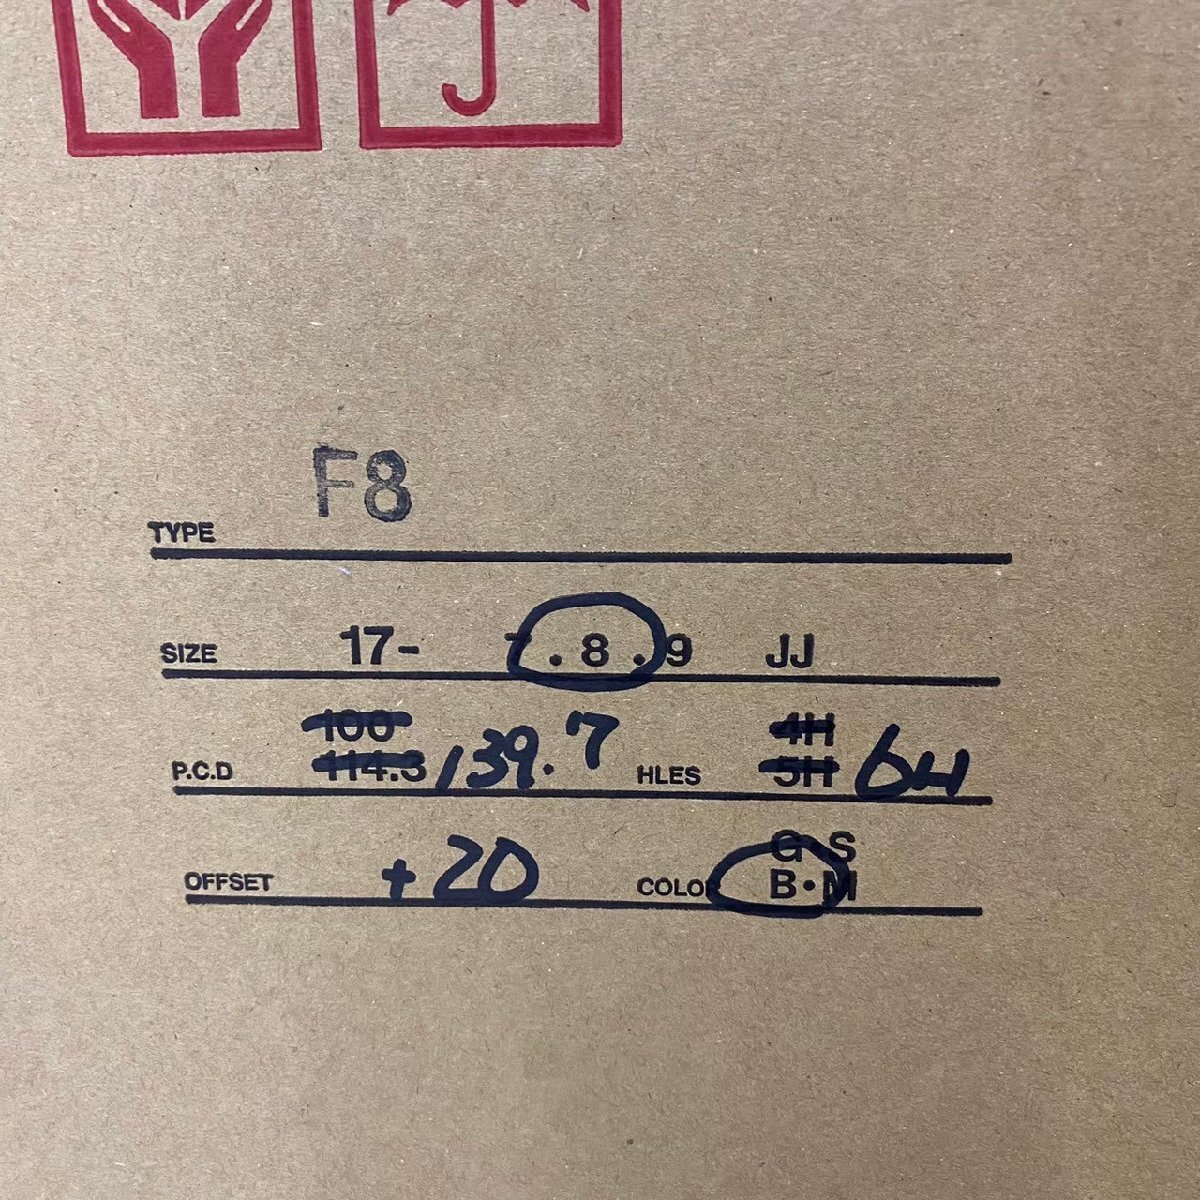 F8
TYPE
SIZE 17- 7 . 8 . 9 JJ
100 4H
P.C.D 114.3 139.7 HLES 5H 6H
G·S
OFFSET +20 COLOR B·M